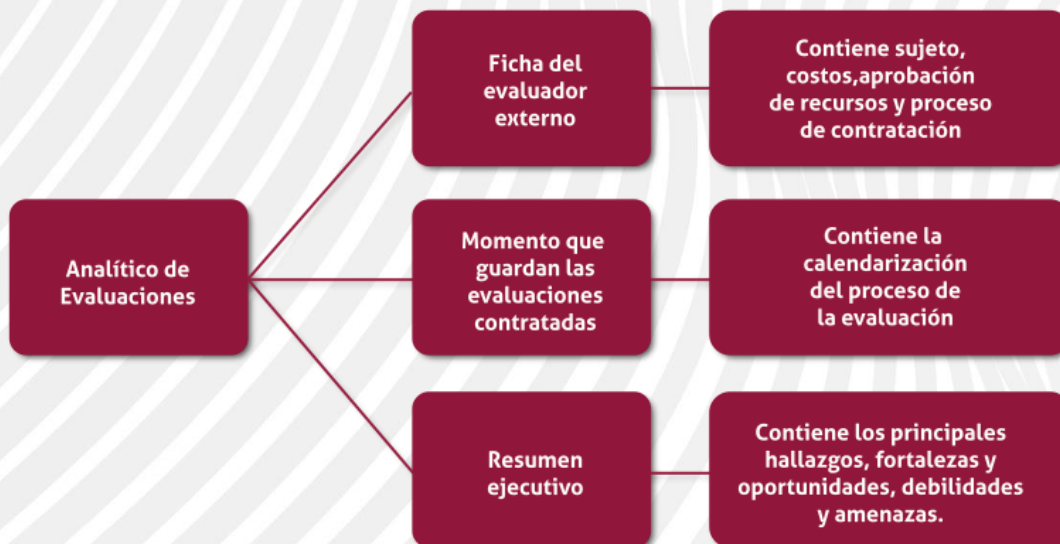 Analítico de
Evaluaciones
Ficha del
evaluador
externo
Contiene sujeto,
costos,aprobación
de recursos y proceso
de contratación
Momento que
guardan las
evaluaciones
contratadas
Contiene la
calendarización
del proceso de
la evaluación
Resumen
ejecutivo
Contiene los principales
hallazgos, fortalezas y
oportunidades, debilidades
y amenazas.